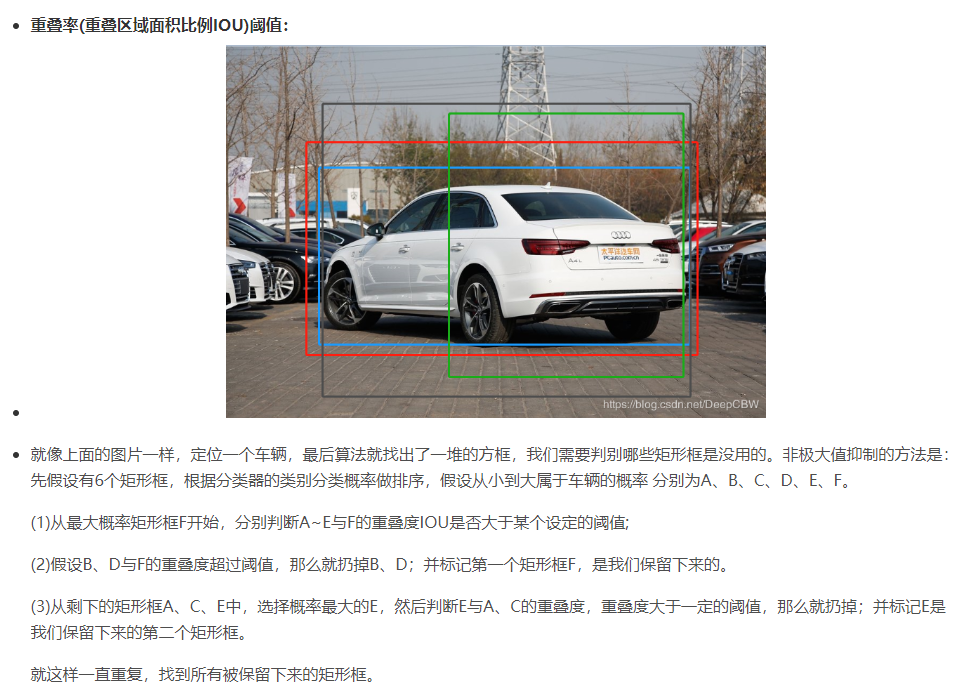 重叠率(重叠区域面积比例IOU)阈值：
太平洋汽车网
PCauto.com.cn
A4L
https://blog.csdn.net/DeepCBW
就像上面的图片一样，定位一个车辆，最后算法就找出了一堆的方框，我们需要判别哪些矩形框是没用的。非极大值抑制的方法是：
先假设有6个矩形框，根据分类器的类别分类概率做排序，假设从小到大属于车辆的概率 分别为A、B、C、D、E、F。
(1)从最大概率矩形框F开始，分别判断A~E与F的重叠度IOU是否大于某个设定的阈值;
(2)假设B、D与F的重叠度超过阈值，那么就扔掉B、D；并标记第一个矩形框F，是我们保留下来的。
(3)从剩下的矩形框A、C、E中，选择概率最大的E，然后判断E与A、C的重叠度，重叠度大于一定的阈值，那么就扔掉；并标记E是
我们保留下来的第二个矩形框。
就这样一直重复，找到所有被保留下来的矩形框。